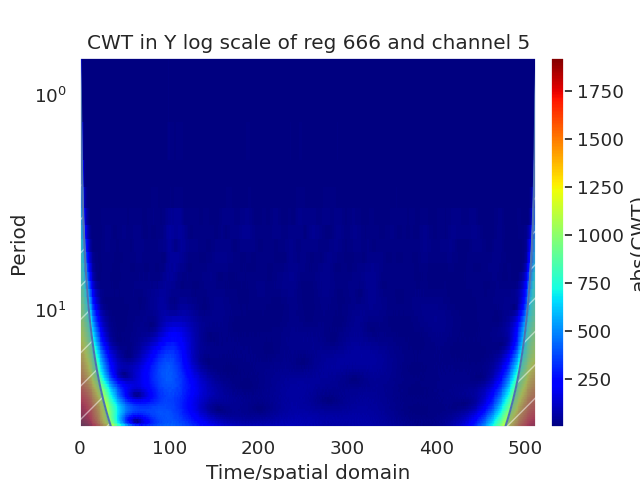 CWT in Y log scale of reg 666 and channel 5
10⁰
10¹
Period
0 100 200 300 400 500
Time/spatial domain
1750
1500
1250
1000
750
500
250
abs(CWT)